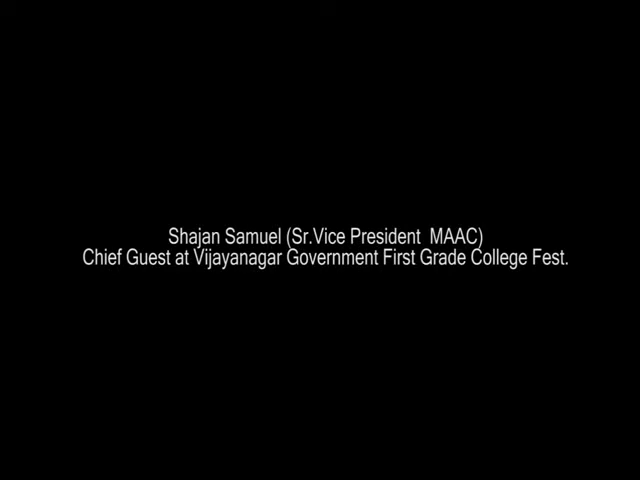 Shajan Samuel (Sr.Vice President  MAAC)
Chief Guest at Vijayanagar Government First Grade College Fest.